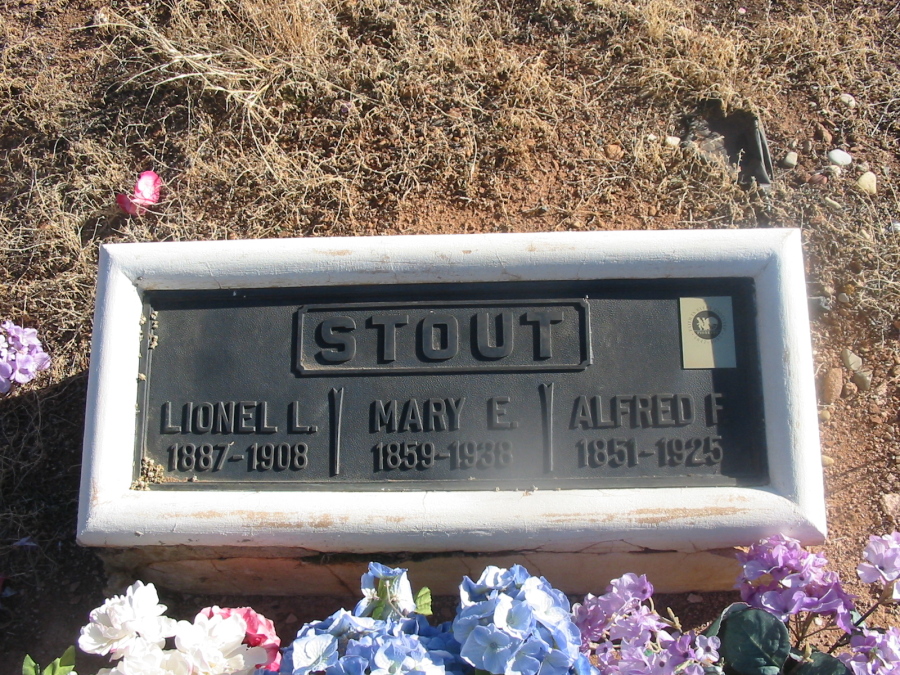 STOUT
LIONEL L. MARY E. ALFRED F
1887-1908 1859-1938 1851-1925